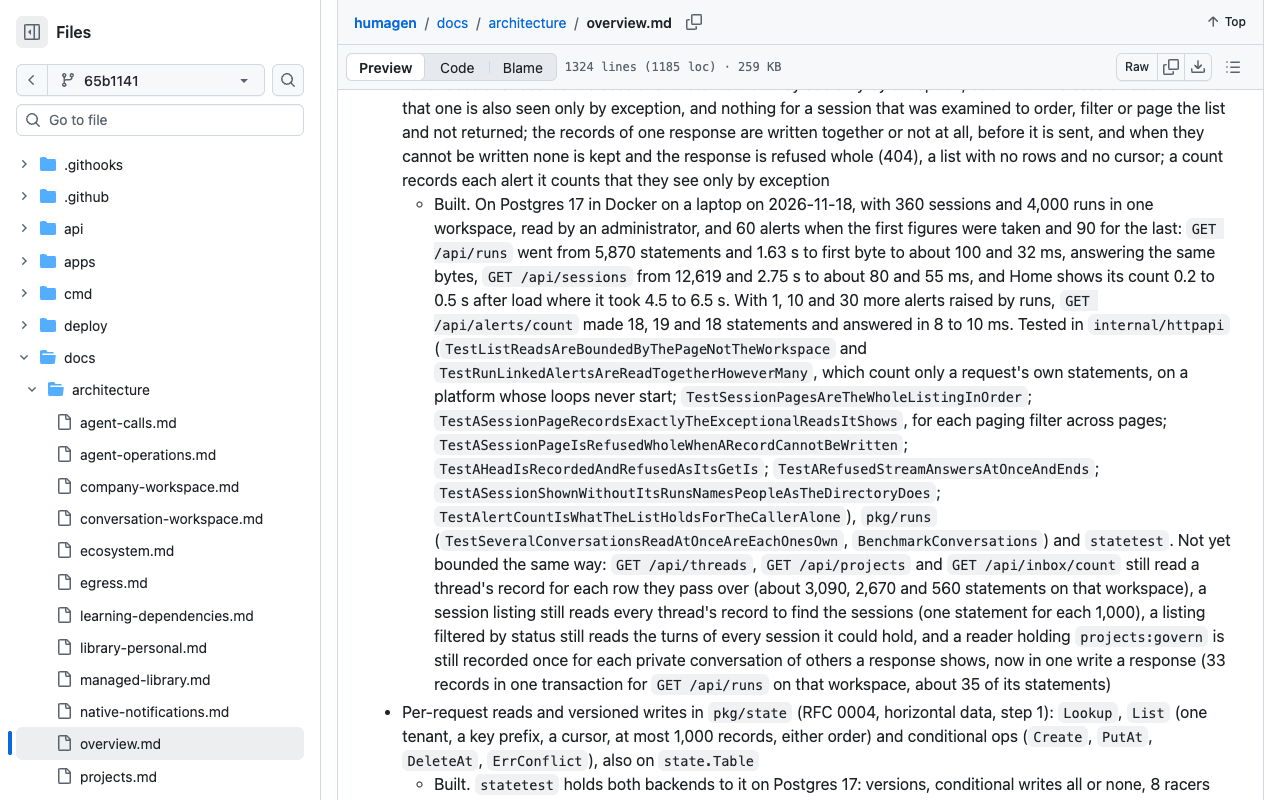 Files
humagen / docs / architecture / overview.md
Top
65b1141
Preview Code Blame 1324 lines (1185 loc) · 259 KB
Raw
Go to file
.githooks
.github
api
apps
cmd
deploy
docs
architecture
agent-calls.md
agent-operations.md
company-workspace.md
conversation-workspace.md
ecosystem.md
egress.md
learning-dependencies.md
library-personal.md
managed-library.md
native-notifications.md
overview.md
projects.md
that one is also seen only by exception, and nothing for a session that was examined to order, filter or page the list
and not returned; the records of one response are written together or not at all, before it is sent, and when they
cannot be written none is kept and the response is refused whole (404), a list with no rows and no cursor; a count
records each alert it counts that they see only by exception
Built. On Postgres 17 in Docker on a laptop on 2026-11-18, with 360 sessions and 4,000 runs in one
workspace, read by an administrator, and 60 alerts when the first figures were taken and 90 for the last: GET
/api/runs went from 5,870 statements and 1.63 s to first byte to about 100 and 32 ms, answering the same
bytes, GET /api/sessions from 12,619 and 2.75 s to about 80 and 55 ms, and Home shows its count 0.2 to
0.5 s after load where it took 4.5 to 6.5 s. With 1, 10 and 30 more alerts raised by runs, GET
/api/alerts/count made 18, 19 and 18 statements and answered in 8 to 10 ms. Tested in internal/httpapi
(TestListReadsAreBoundedByThePageNotTheWorkspace and
TestRunLinkedAlertsAreReadTogetherHoweverMany, which count only a request's own statements, on a
platform whose loops never start; TestSessionPagesAreTheWholeListingInOrder;
TestASessionPageRecordsExactlyTheExceptionalReadsItShows, for each paging filter across pages;
TestASessionPageIsRefusedWholeWhenARecordCannotBeWritten;
TestAHeadIsRecordedAndRefusedAsItsGetIs; TestARefusedStreamAnswersAtOnceAndEnds;
TestASessionShownWithoutItsRunsNamesPeopleAsTheDirectoryDoes;
TestAlertCountIsWhatTheListHoldsForTheCallerAlone), pkg/runs
(TestSeveralConversationsReadAtOnceAreEachOnesOwn, BenchmarkConversations) and statetest. Not yet
bounded the same way: GET /api/threads, GET /api/projects and GET /api/inbox/count still read a
thread's record for each row they pass over (about 3,090, 2,670 and 560 statements on that workspace), a
session listing still reads every thread's record to find the sessions (one statement for each 1,000), a listing
filtered by status still reads the turns of every session it could hold, and a reader holding projects:govern is
still recorded once for each private conversation of others a response shows, now in one write a response (33
records in one transaction for GET /api/runs on that workspace, about 35 of its statements)
Per-request reads and versioned writes in pkg/state (RFC 0004, horizontal data, step 1): Lookup, List (one
tenant, a key prefix, a cursor, at most 1,000 records, either order) and conditional ops (Create, PutAt,
DeleteAt, ErrConflict), also on state.Table
Built. statetest holds both backends to it on Postgres 17: versions, conditional writes all or none, 8 racers